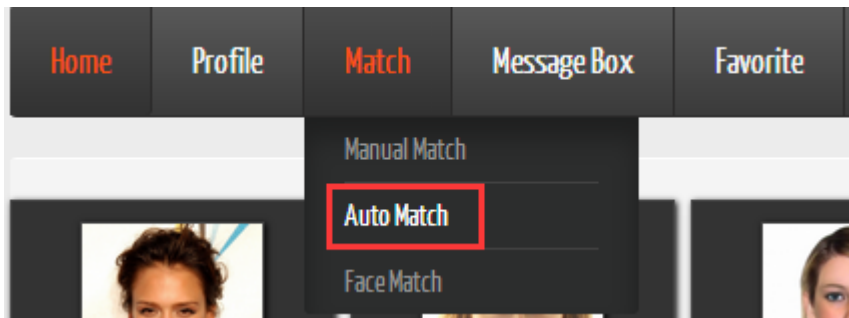 Home Profile Match Message Box Favorite
Manual Match
Auto Match
Face Match